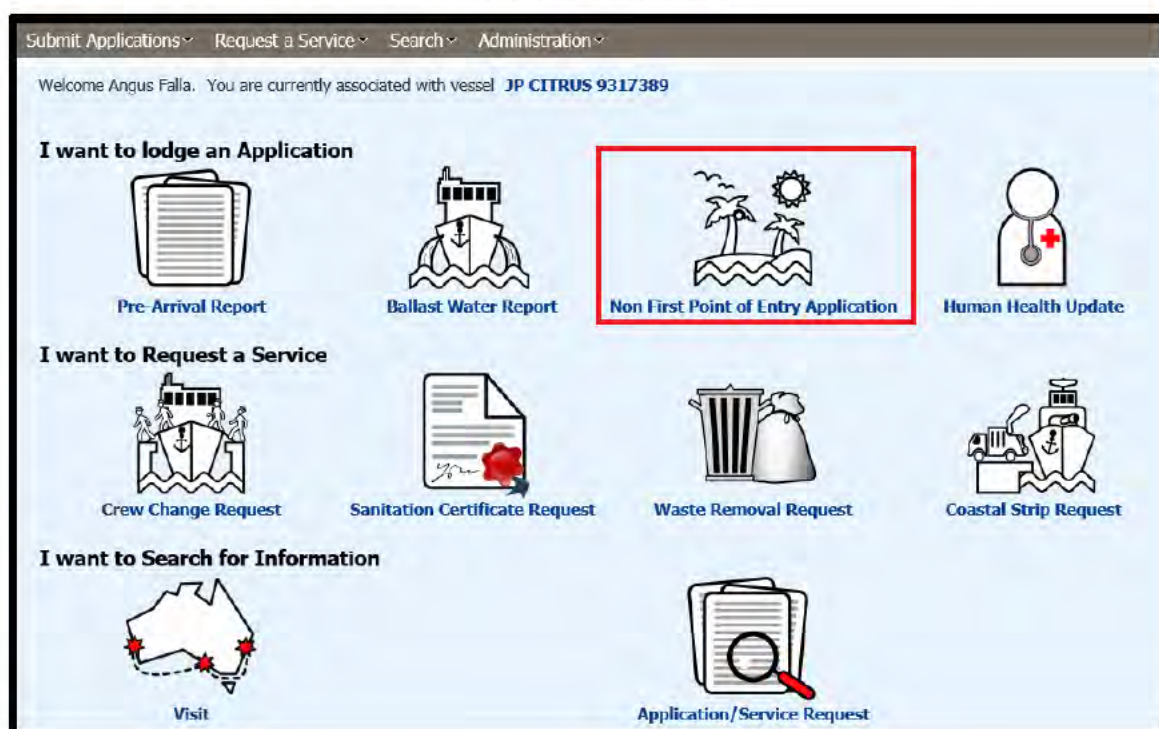 Submit Applications Request a Service Search Administration
Welcome Angus Falla. You are currently associated with vessel JP CITRUS 9317389
I want to lodge an Application
Pre-Arrival Report Ballast Water Report Non First Point of Entry Application Human Health Update
I want to Request a Service
Crew Change Request Sanitation Certificate Request Waste Removal Request Coastal Strip Request
I want to Search for Information
Visit Application/Service Request